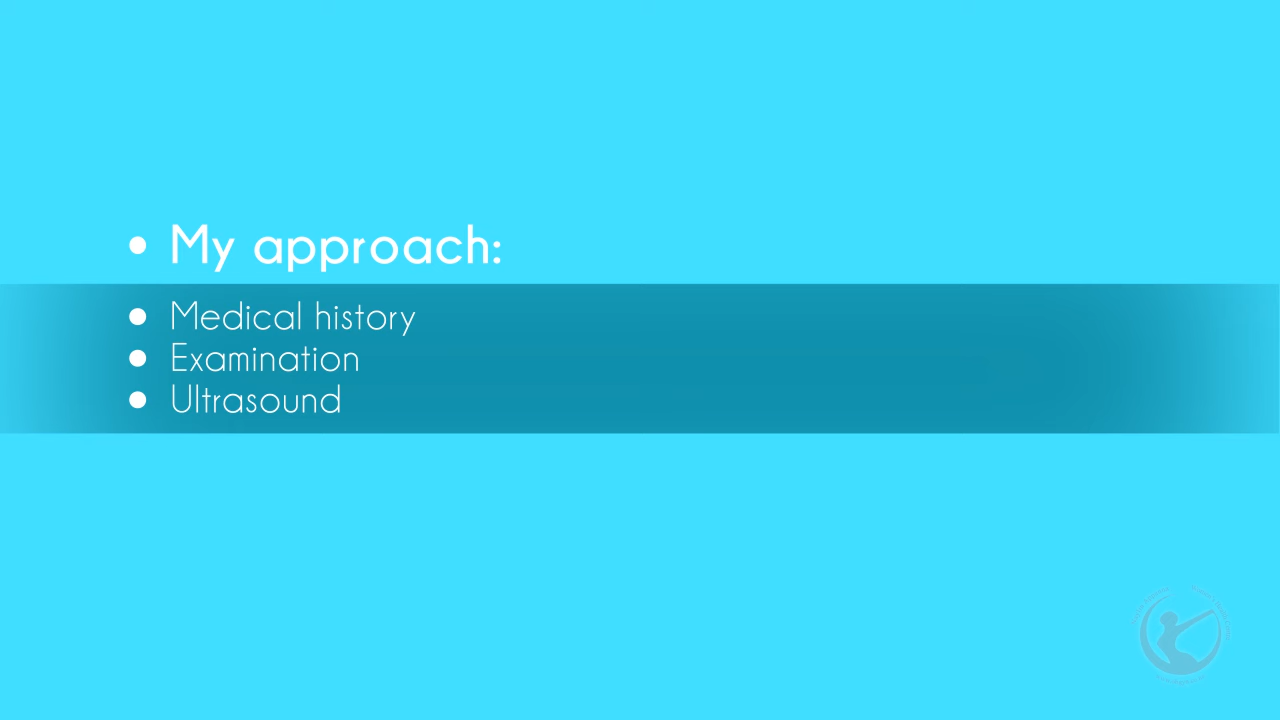 • My approach:
• Medical history
• Examination
• Ultrasound